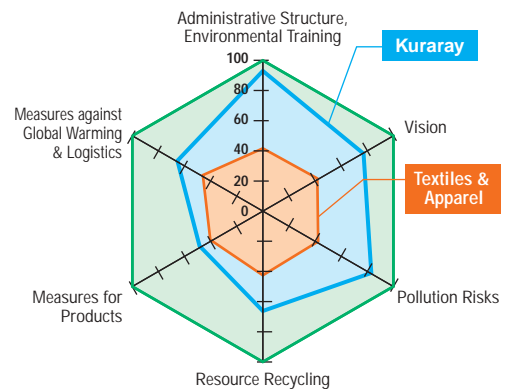 Administrative Structure,
Environmental Training
100
80
60
40
20
0
Kuraray
Vision
Textiles &
Apparel
Pollution Risks
Resource Recycling
Measures for
Products
Measures against
Global Warming
& Logistics